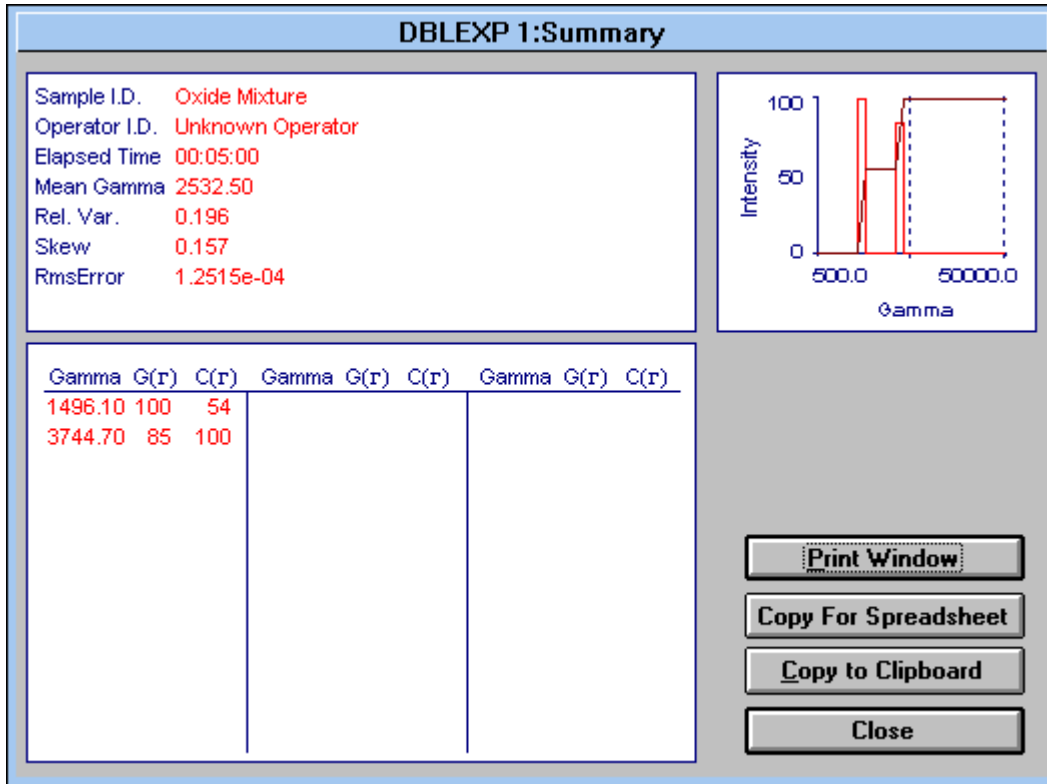 DBLEXP 1:Summary
Sample I.D. Oxide Mixture
Operator I.D. Unknown Operator
Elapsed Time 00:05:00
Mean Gamma 2532.50
Rel. Var. 0.196
Skew 0.157
RmsError 1.2515e-04
100
50
0
Intensity
500.0 50000.0
Gamma
Gamma G(Γ) C(Γ) Gamma G(Γ) C(Γ) Gamma G(Γ) C(Γ)
1496.10 100 54
3744.70 85 100
Print Window
Copy For Spreadsheet
Copy to Clipboard
Close